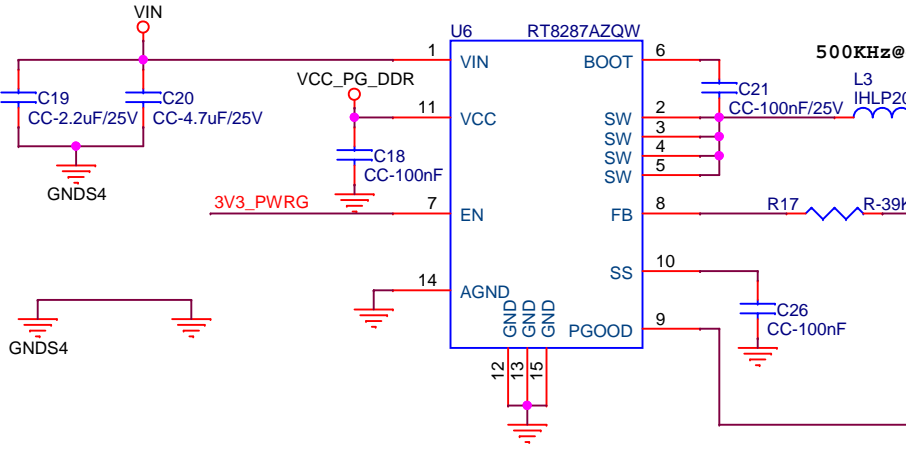 VIN
U6
RT8287AZQW
500KHz@
1
VIN
BOOT
6
VCC_PG_DDR
C19
CC-2.2uF/25V
C20
CC-4.7uF/25V
C21
CC-100nF/25V
L3
IHLP20
11
VCC
SW
2
SW
3
SW
4
SW
5
C18
CC-100nF
GNDS4
3V3_PWRG
7
EN
FB
8
R17
R-39K
SS
10
14
AGND
GND
GND
GND
PGOOD
9
C26
CC-100nF
GNDS4
12
13
15